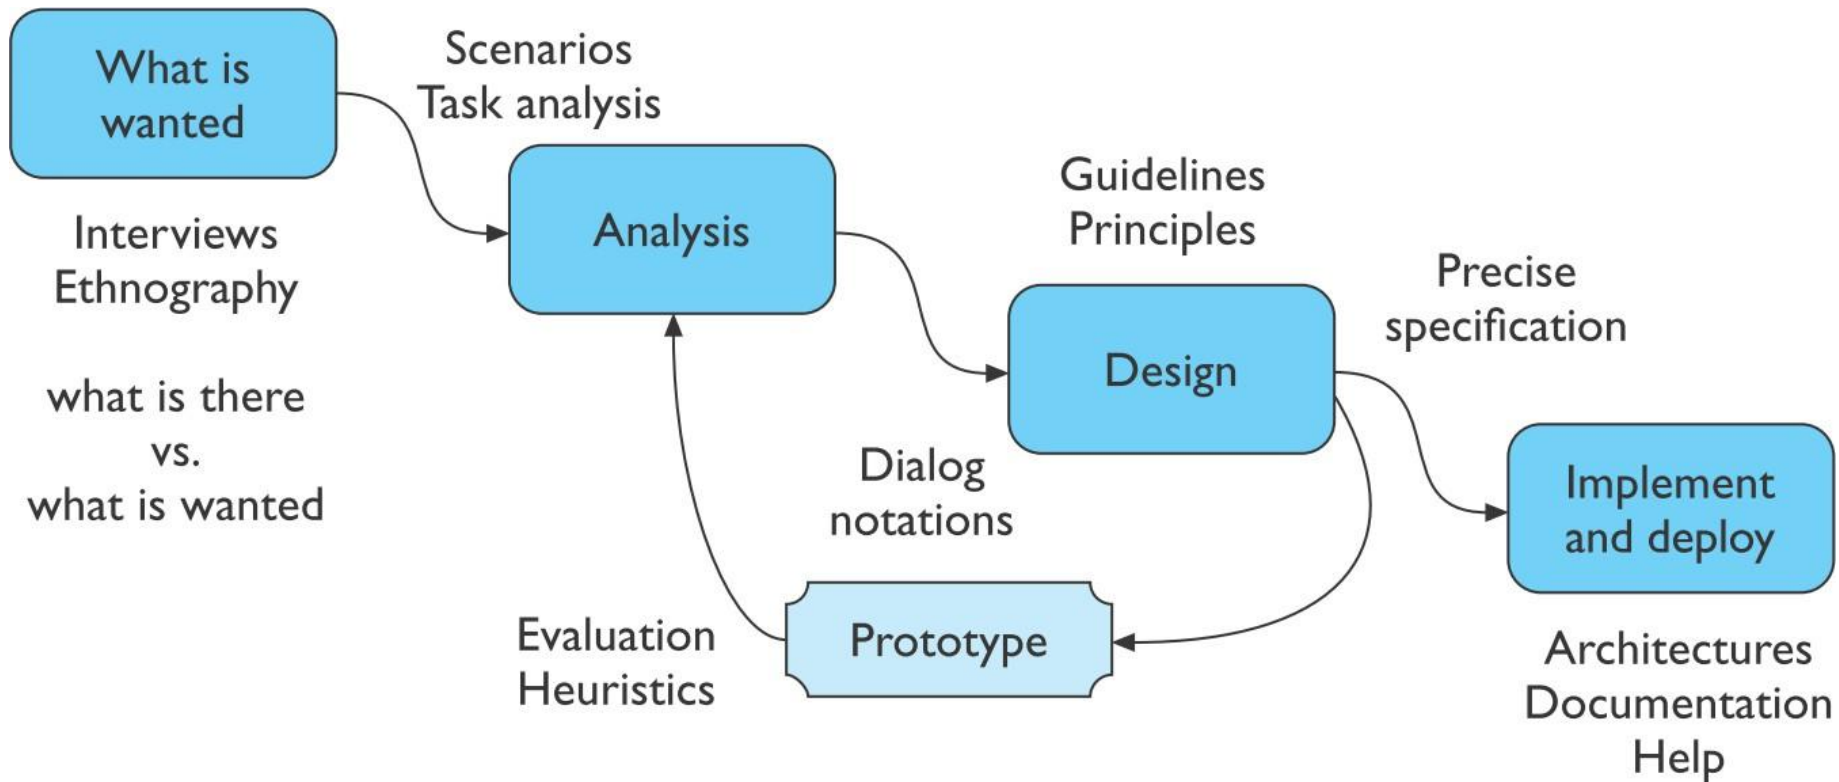 What is
wanted
Scenarios
Task analysis
Interviews
Ethnography
what is there
vs.
what is wanted
Analysis
Guidelines
Principles
Design
Precise
specification
Dialog
notations
Implement
and deploy
Prototype
Evaluation
Heuristics
Architectures
Documentation
Help